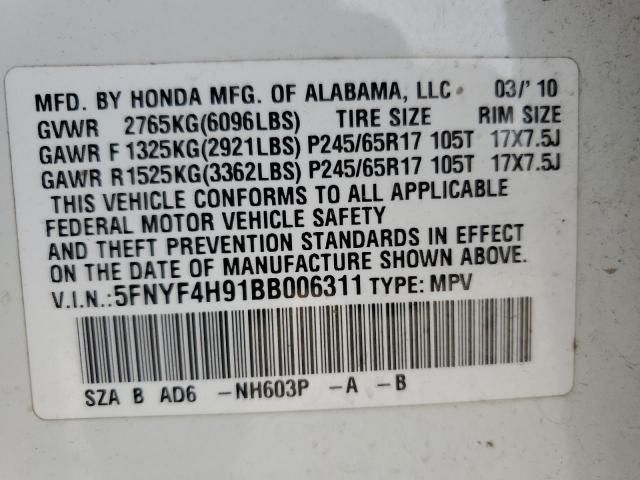 MFD. BY HONDA MFG. OF ALABAMA, LLC 03/'10
GVWR 2765KG(6096LBS) TIRE SIZE RIM SIZE
GAWR F 1325KG(2921LBS) P245/65R17 105T 17X7.5J
GAWR R1525KG(3362LBS) P245/65R17 105T 17X7.5J
THIS VEHICLE CONFORMS TO ALL APPLICABLE
FEDERAL MOTOR VEHICLE SAFETY
AND THEFT PREVENTION STANDARDS IN EFFECT
ON THE DATE OF MANUFACTURE SHOWN ABOVE.
V.I.N.:5FNYF4H91BB006311 TYPE: MPV
SZA B AD6 -NH603P -A -B